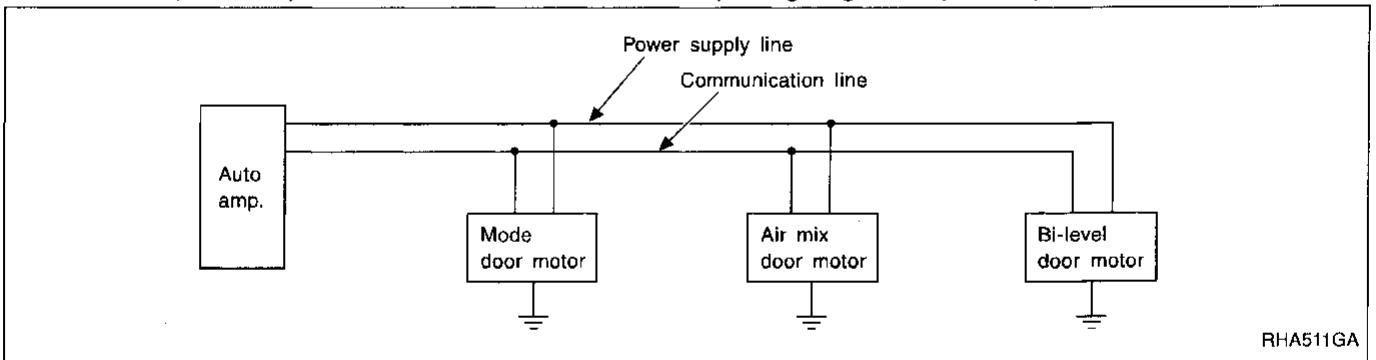 Power supply line
Communication line
Auto
amp.
Mode
door motor
Air mix
door motor
Bi-level
door motor
RHA511GA